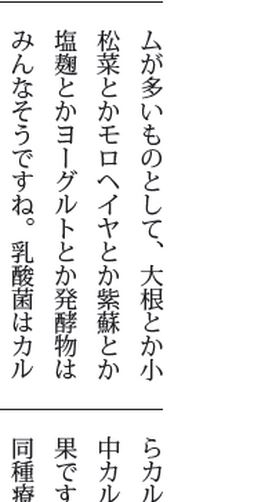 ムが多いものとして、大根とか小
松菜とかモロヘイヤとか紫蘇とか
塩麹とかヨーグルトとか発酵物は
みんなそうですね。乳酸菌はカル
らカル
中カル
果です
同種療